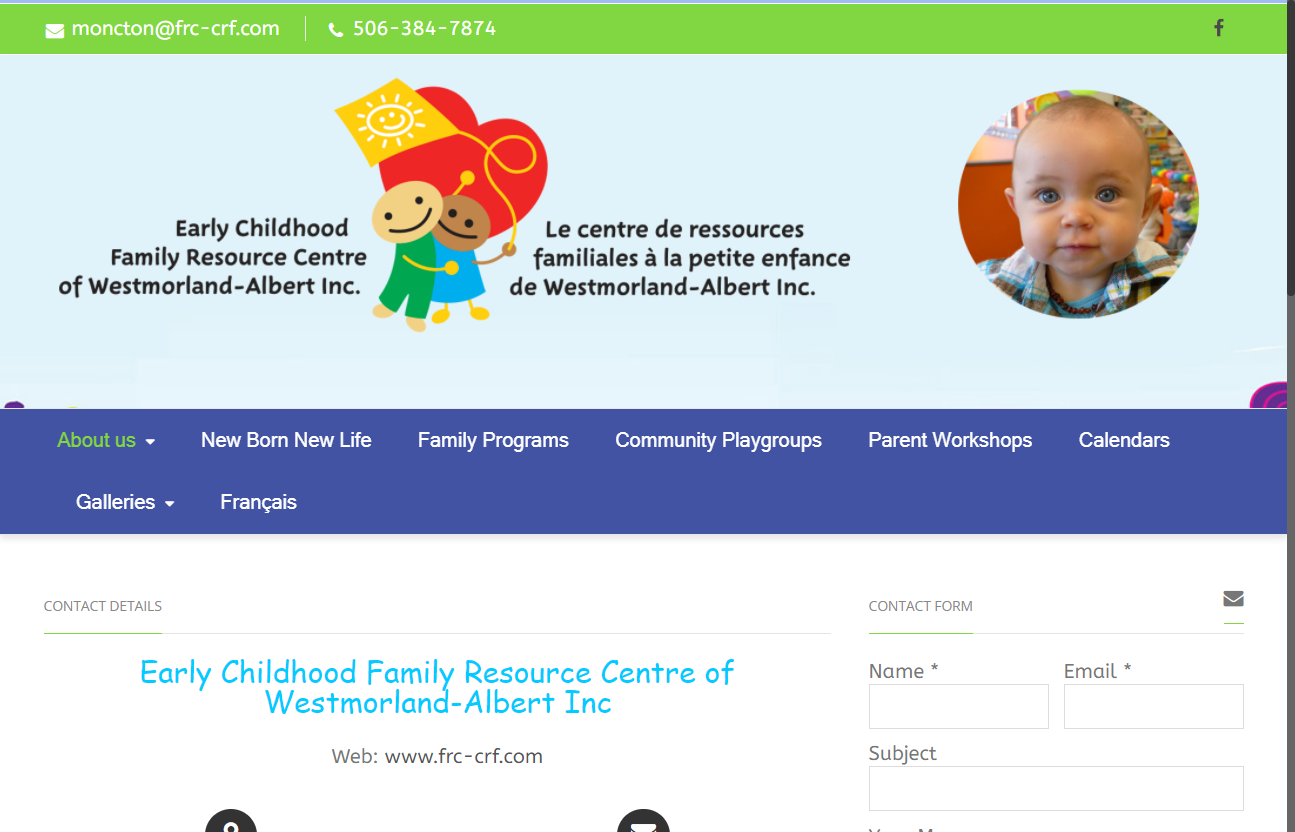 moncton@frc-crf.com
506-384-7874
Early Childhood
Family Resource Centre
of Westmorland-Albert Inc.
Le centre de ressources
familiales à la petite enfance
de Westmorland-Albert Inc.
About us
New Born New Life
Family Programs
Community Playgroups
Parent Workshops
Calendars
Galleries
Français
CONTACT DETAILS
Early Childhood Family Resource Centre of
Westmorland-Albert Inc
Web: www.frc-crf.com
CONTACT FORM
Name *
Email *
Subject